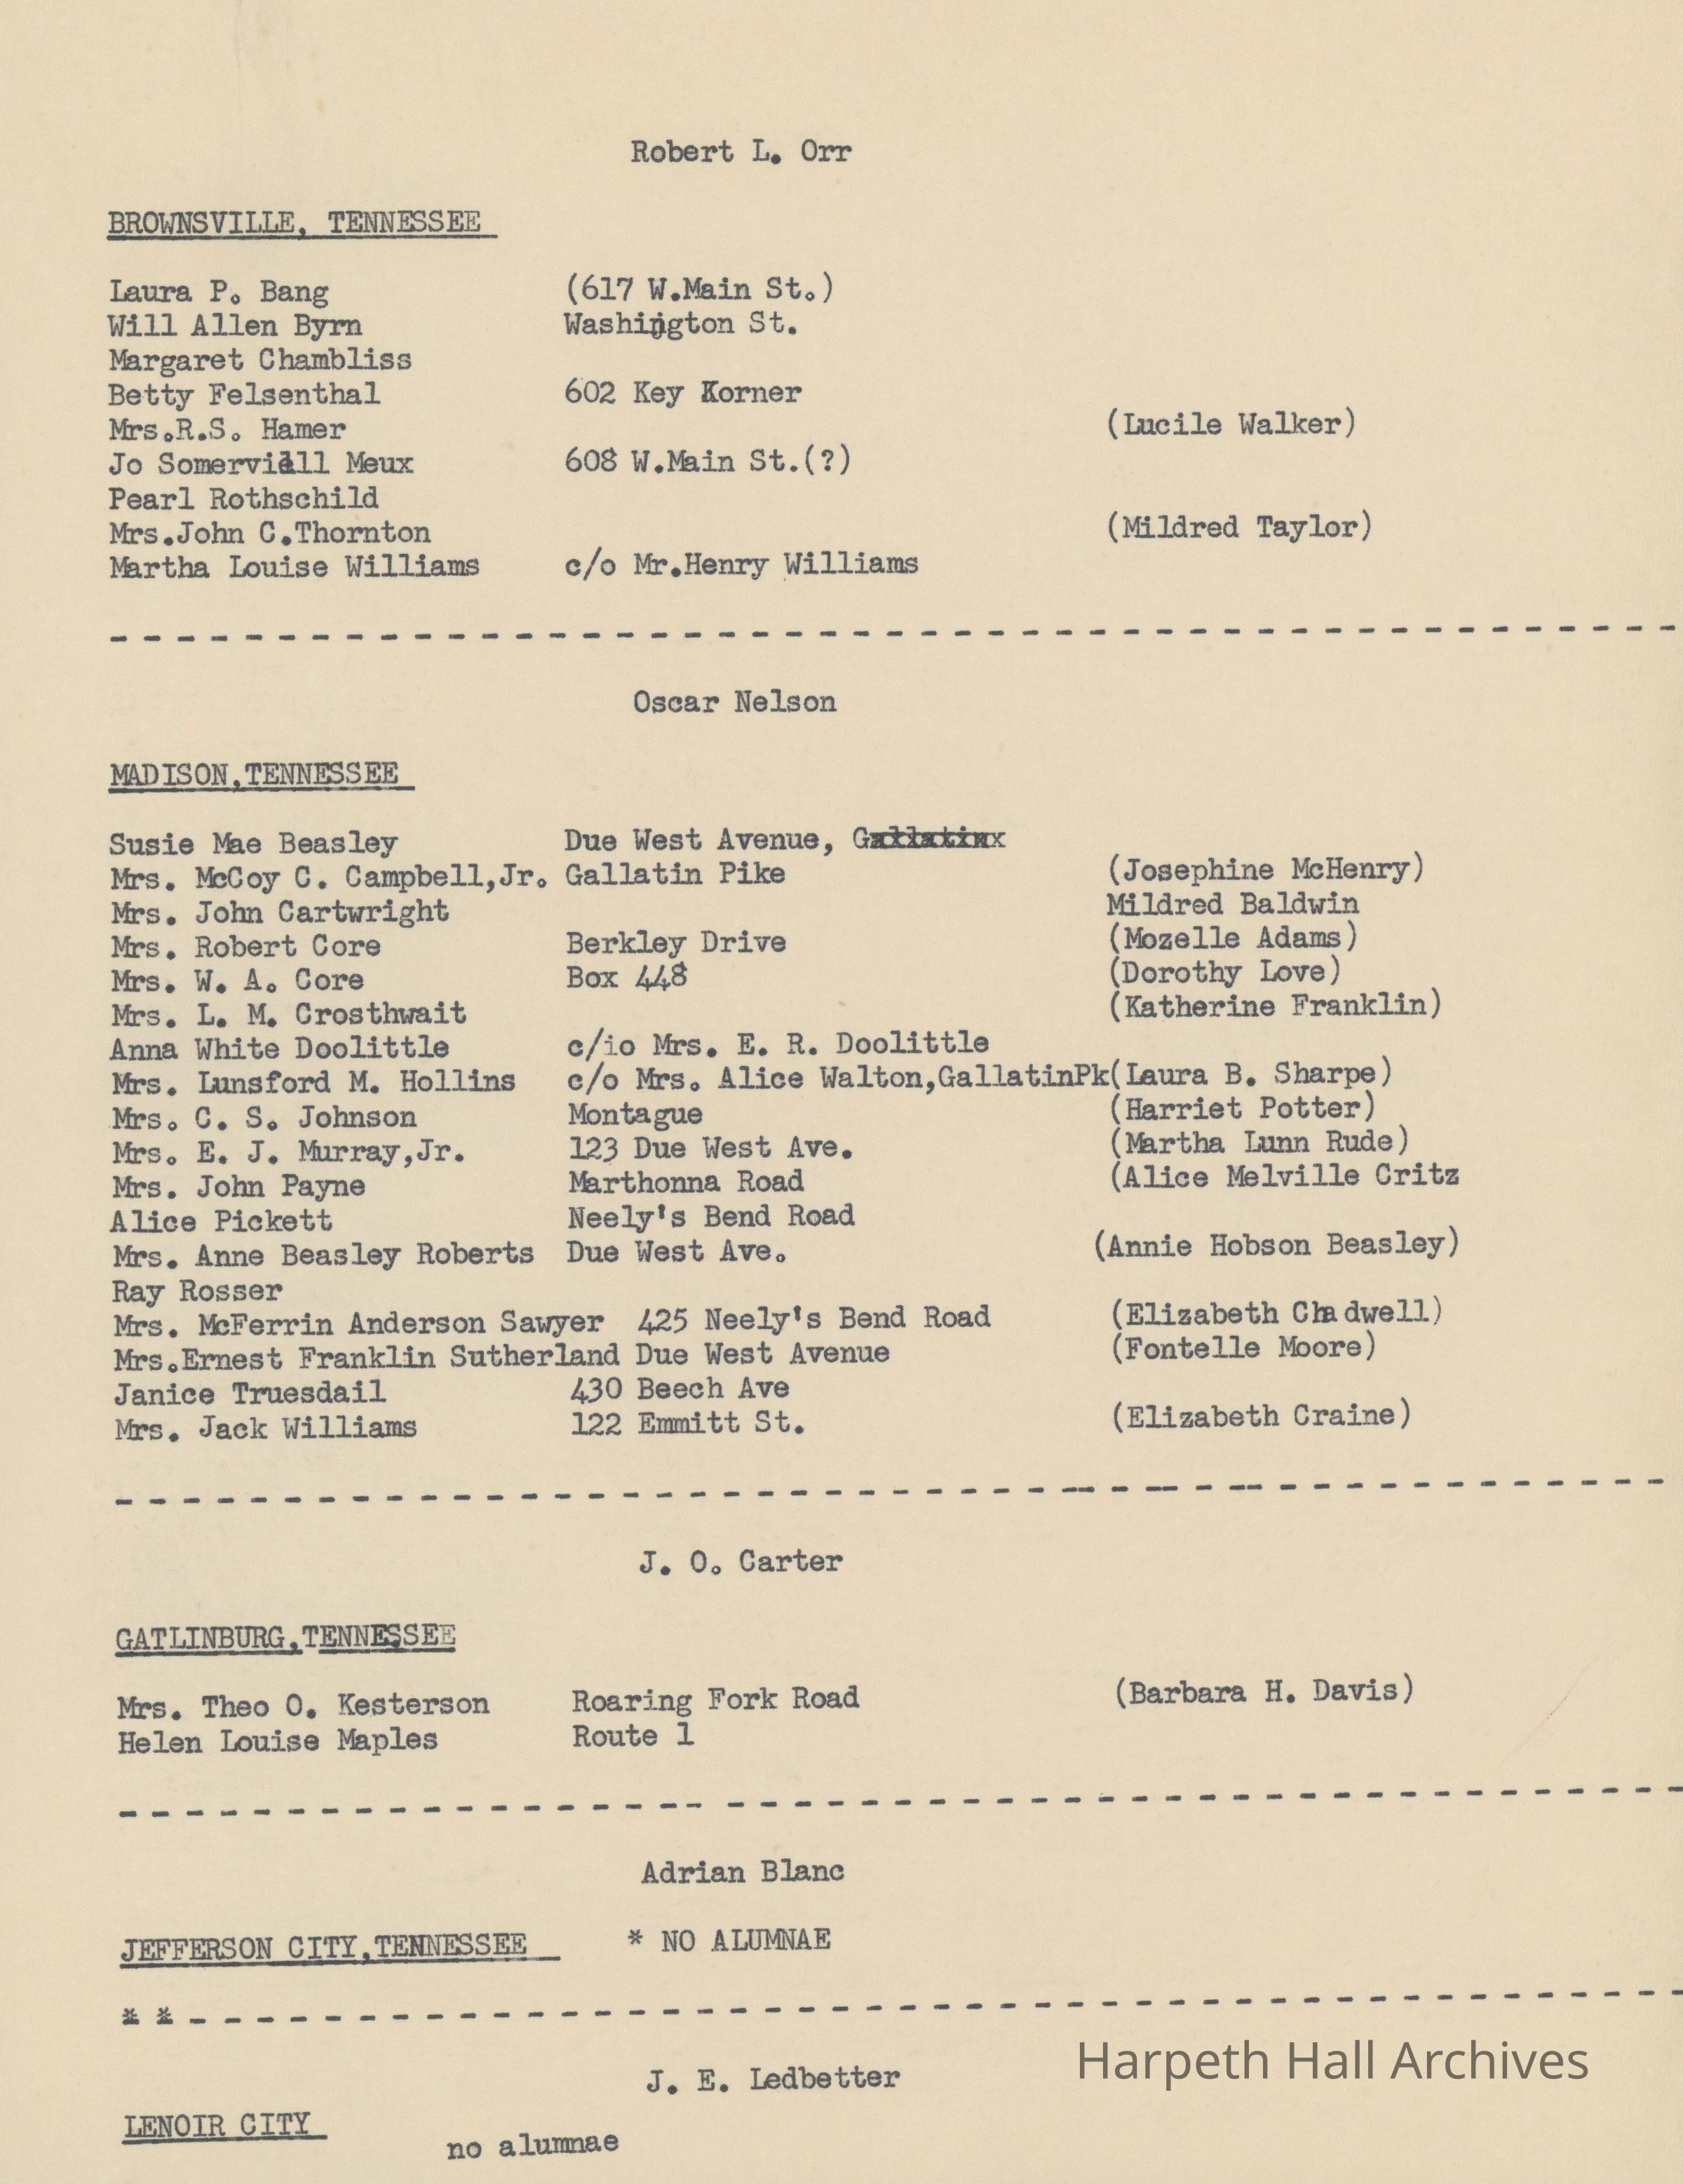 Robert L. Orr
BROWNSVILLE, TENNESSEE
Laura P. Bang (617 W.Main St.)
Will Allen Byrn Washington St.
Margaret Chambliss
Betty Felsenthal 602 Key Korner
Mrs.R.S. Hamer (Lucile Walker)
Jo Somervill Meux 608 W.Main St.(?)
Pearl Rothschild
Mrs.John C.Thornton (Mildred Taylor)
Martha Louise Williams c/o Mr.Henry Williams
Oscar Nelson
MADISON,TENNESSEE
Susie Mae Beasley Due West Avenue, Gallatinx
Mrs. McCoy C. Campbell,Jr. Gallatin Pike (Josephine McHenry)
Mrs. John Cartwright Mildred Baldwin
Mrs. Robert Core Berkley Drive (Mozelle Adams)
Mrs. W. A. Core Box 448 (Dorothy Love)
Mrs. L. M. Crosthwait (Katherine Franklin)
Anna White Doolittle c/io Mrs. E. R. Doolittle
Mrs. Lunsford M. Hollins c/o Mrs. Alice Walton,GallatinPk(Laura B. Sharpe)
Mrs. C. S. Johnson Montague (Harriet Potter)
Mrs. E. J. Murray,Jr. 123 Due West Ave. (Martha Lunn Rude)
Mrs. John Payne Marthonna Road (Alice Melville Critz
Alice Pickett Neely's Bend Road
Mrs. Anne Beasley Roberts Due West Ave. (Annie Hobson Beasley)
Ray Rosser
Mrs. McFerrin Anderson Sawyer 425 Neely's Bend Road (Elizabeth Chadwell)
Mrs.Ernest Franklin Sutherland Due West Avenue (Fontelle Moore)
Janice Truesdail 430 Beech Ave
Mrs. Jack Williams 122 Emmitt St. (Elizabeth Craine)
J. O. Carter
GATLINBURG,TENNESSEE
Mrs. Theo O. Kesterson Roaring Fork Road (Barbara H. Davis)
Helen Louise Maples Route 1
Adrian Blanc
JEFFERSON CITY,TENNESSEE * NO ALUMNAE
* *
J. E. Ledbetter
LENOIR CITY
no alumnae
Harpeth Hall Archives